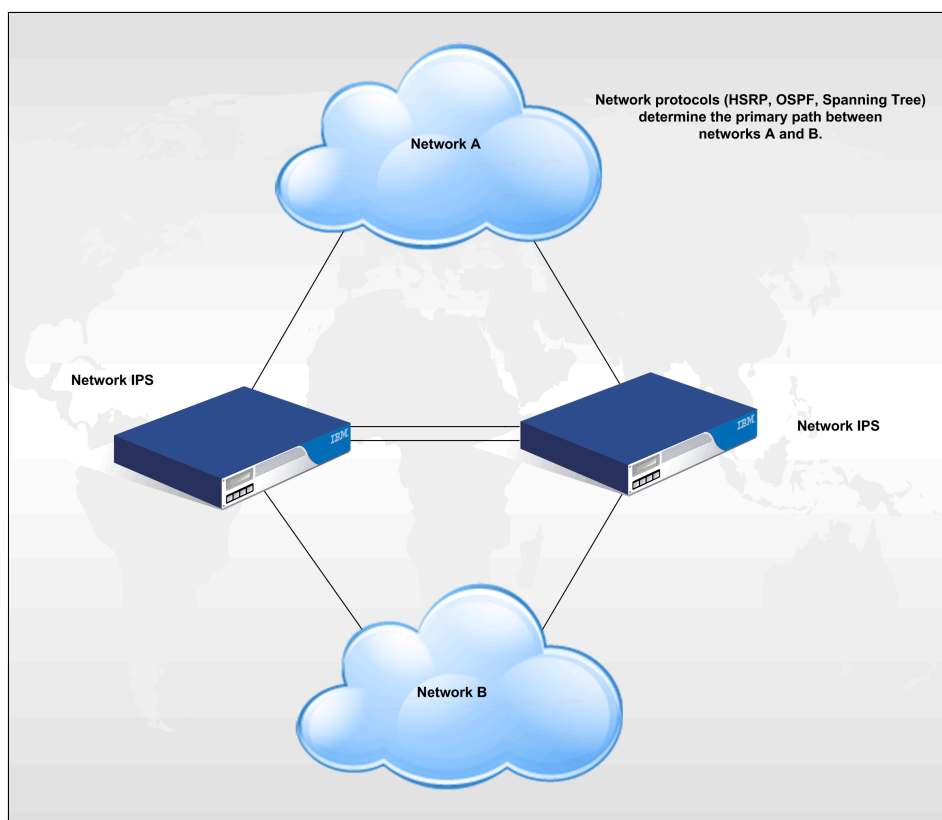 Network protocols (HSRP, OSPF, Spanning Tree)
determine the primary path between
networks A and B.
Network A
Network IPS
Network IPS
IBM
IBM
Network B